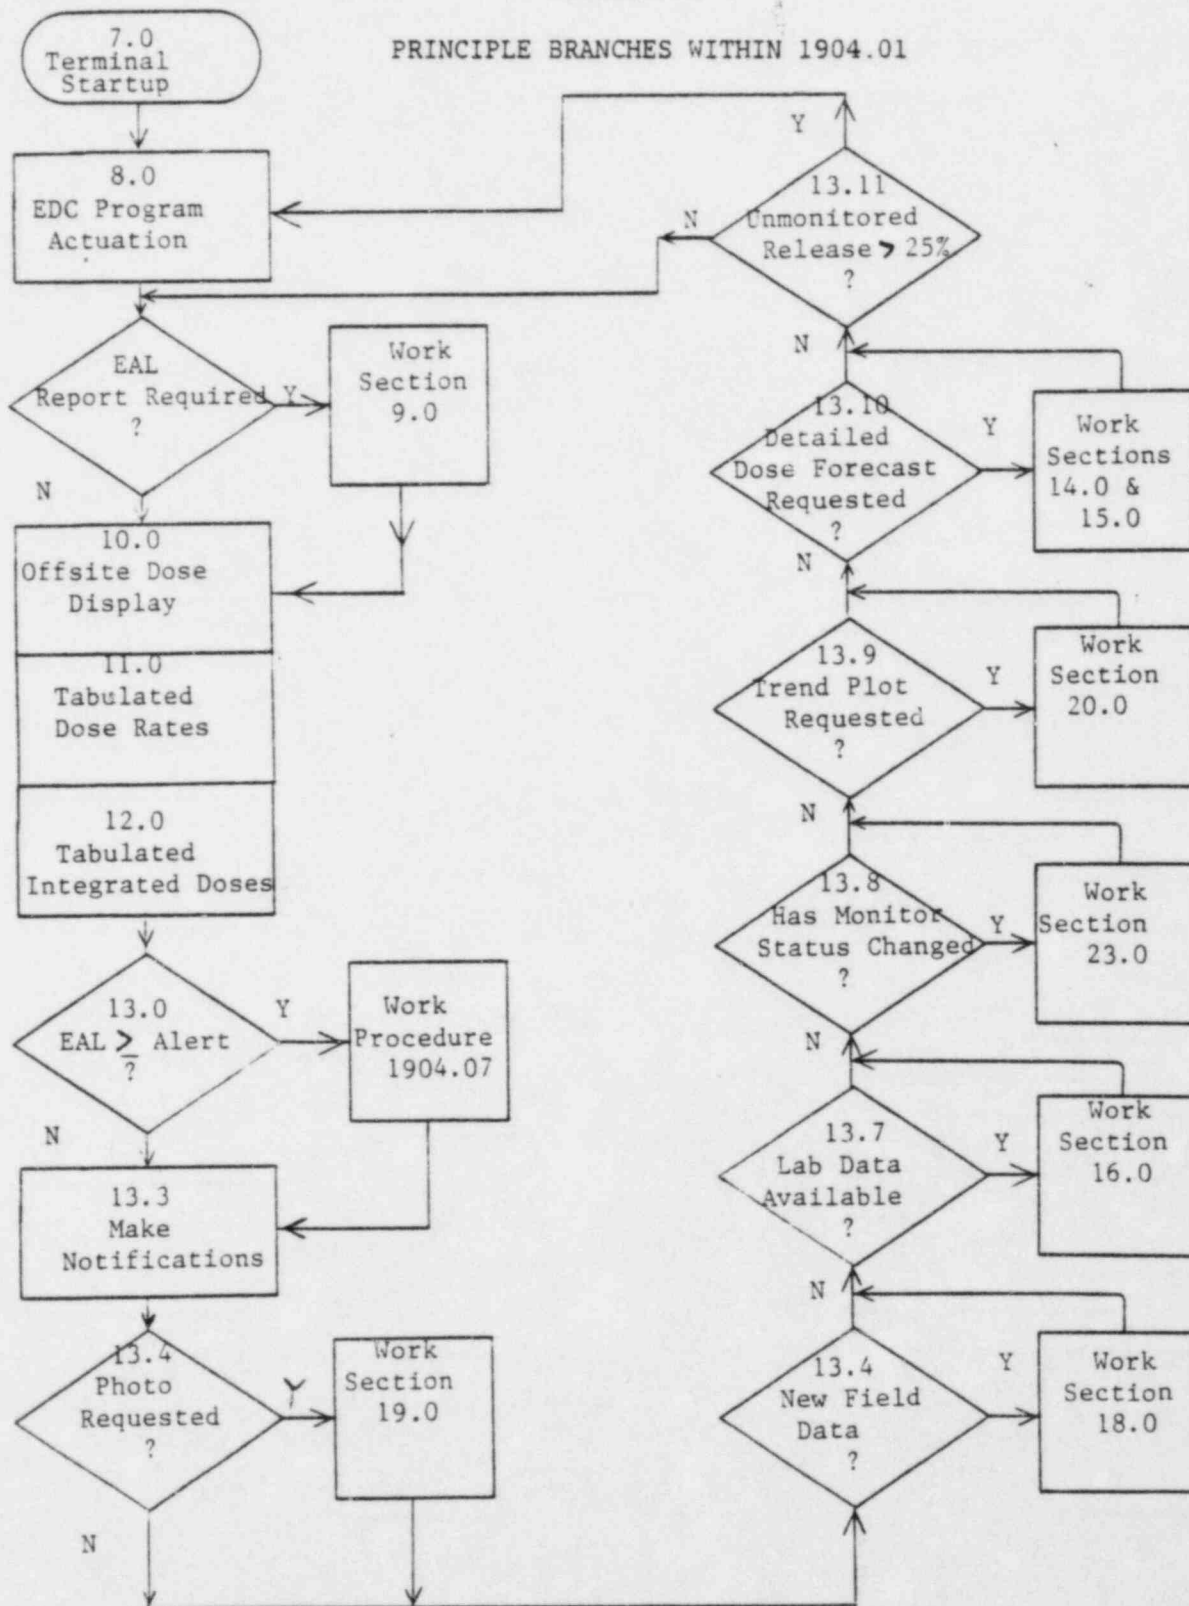 PRINCIPLE BRANCHES WITHIN 1904.01
7.0
Terminal
Startup
8.0
EDC Program
Actuation
EAL
Report Required
?
Y
N
Work
Section
9.0
10.0
Offsite Dose
Display
11.0
Tabulated
Dose Rates
12.0
Tabulated
Integrated Doses
13.0
EAL ≥ Alert
?
Y
N
Work
Procedure
1904.07
13.3
Make
Notifications
13.4
Photo
Requested
?
Y
N
Work
Section
19.0
13.4
New Field
Data
?
Y
N
Work
Section
18.0
13.7
Lab Data
Available
?
Y
N
Work
Section
16.0
13.8
Has Monitor
Status Changed
?
Y
N
Work
Section
23.0
13.9
Trend Plot
Requested
?
Y
N
Work
Section
20.0
13.10
Detailed
Dose Forecast
Requested
?
Y
N
Work
Sections
14.0 &
15.0
13.11
Unmonitored
Release > 25%
?
Y
N